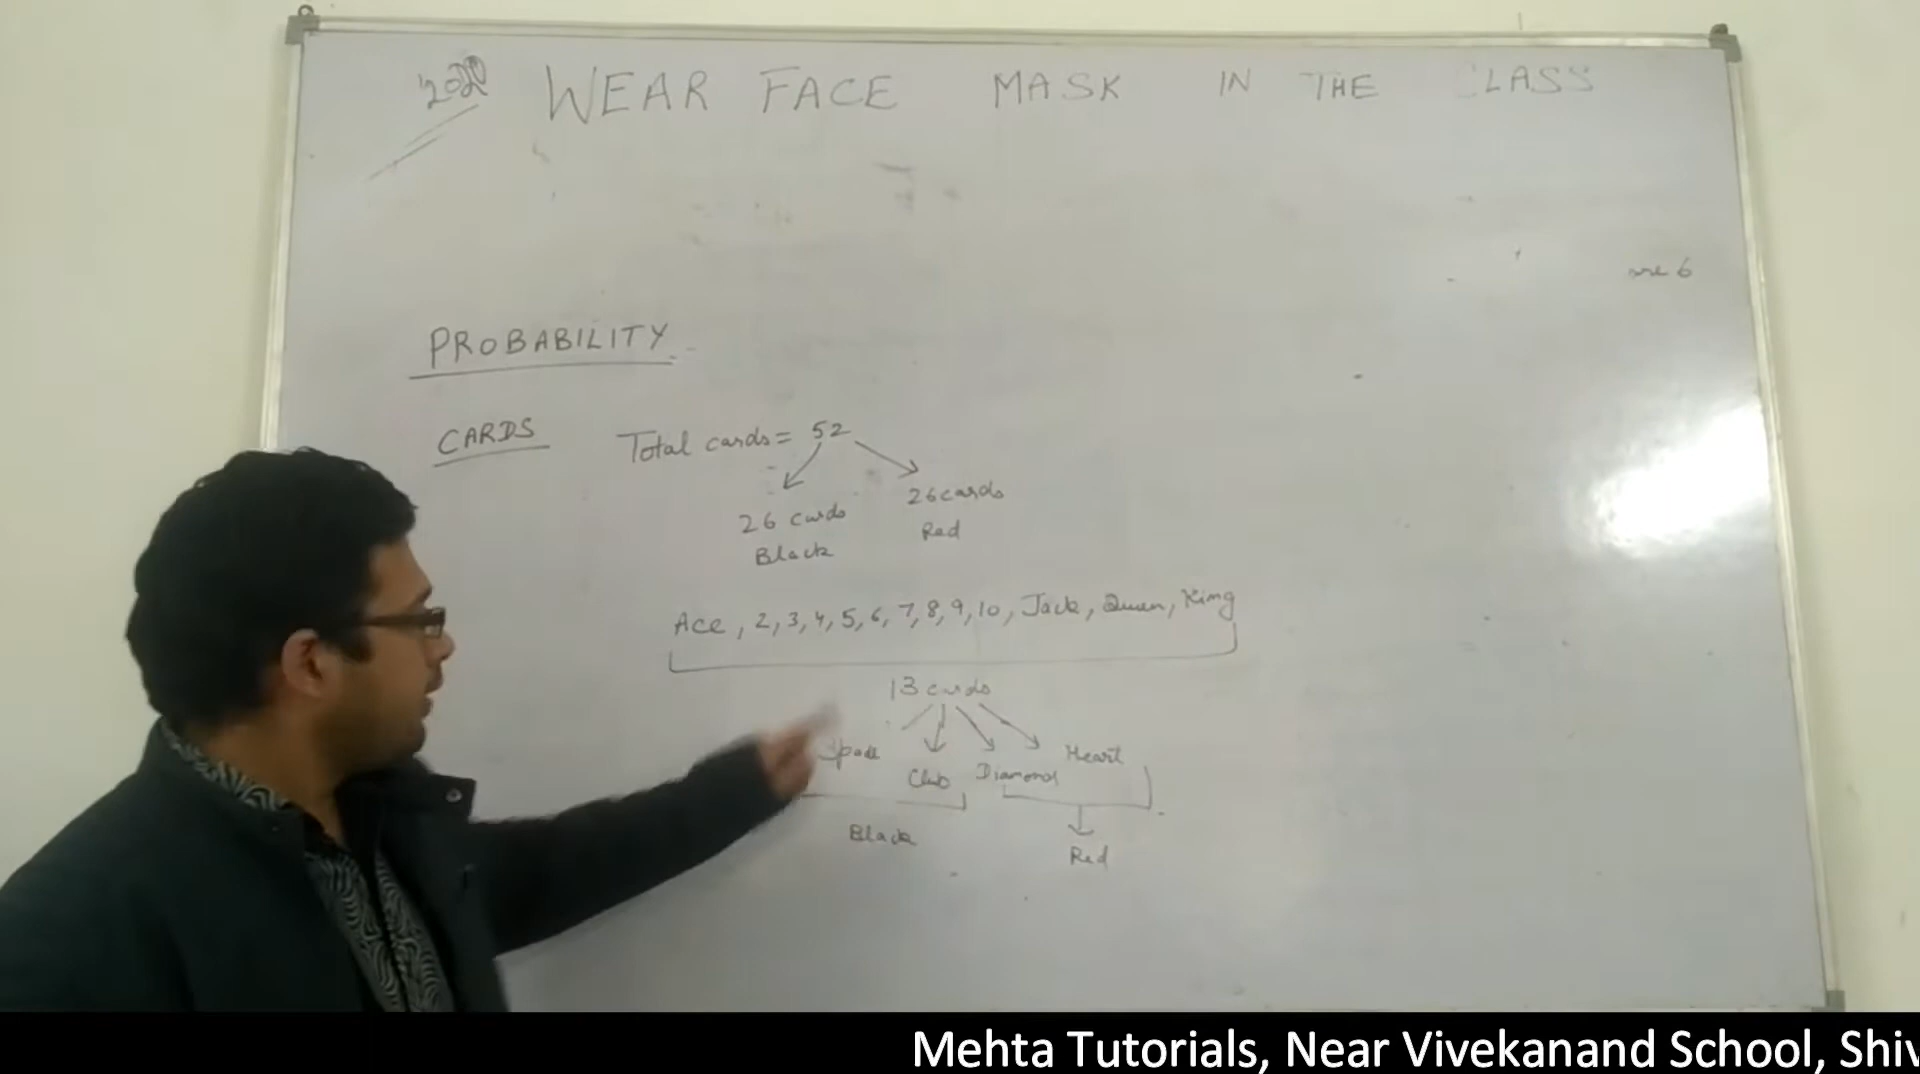 2020 WEAR FACE MASK IN THE CLASS
6
PROBABILITY
CARDS Total cards = 52
26 cards Black
26 cards Red
Ace, 2, 3, 4, 5, 6, 7, 8, 9, 10, Jack, Queen, King
13 cards
Spade Club Diamond Heart
Black Red
Mehta Tutorials, Near Vivekanand School, Shiv